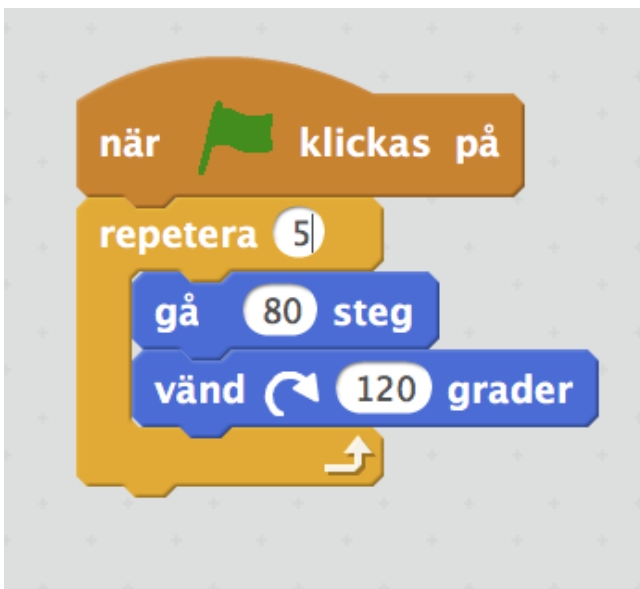 när klickas på
repetera 5
gå 80 steg
vänd 120 grader